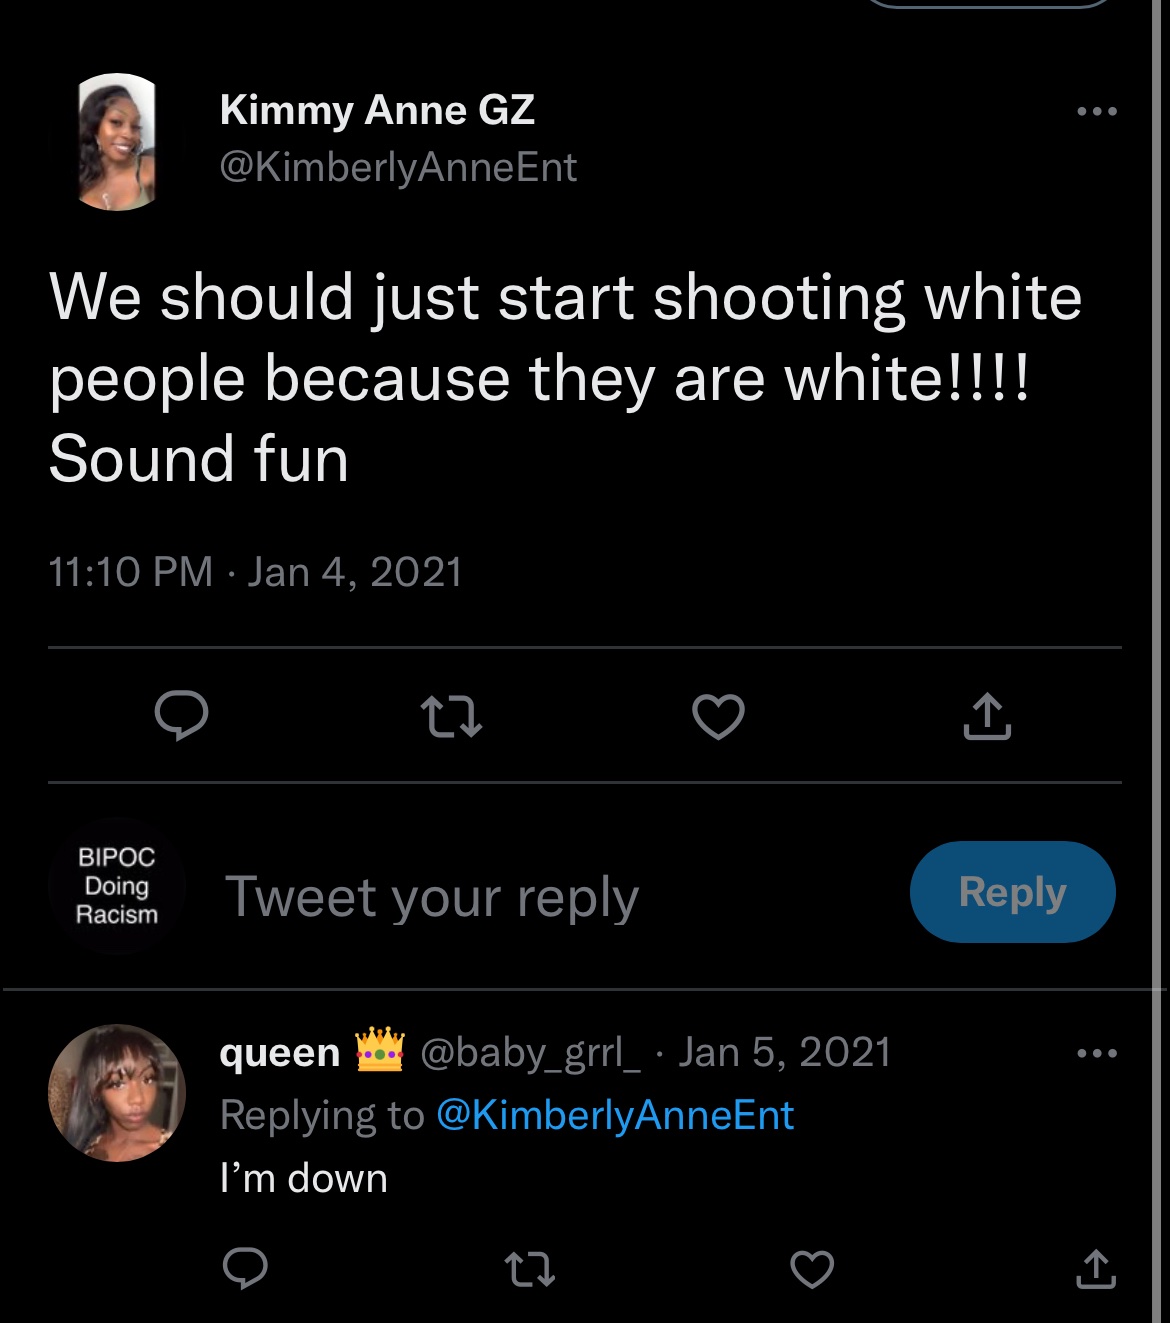 Kimmy Anne GZ
@KimberlyAnneEnt
We should just start shooting white
people because they are white!!!!
Sound fun
11:10 PM · Jan 4, 2021
BIPOC
Doing
Racism
Tweet your reply
Reply
queen 👑 @baby_grrl_ · Jan 5, 2021
Replying to @KimberlyAnneEnt
I’m down